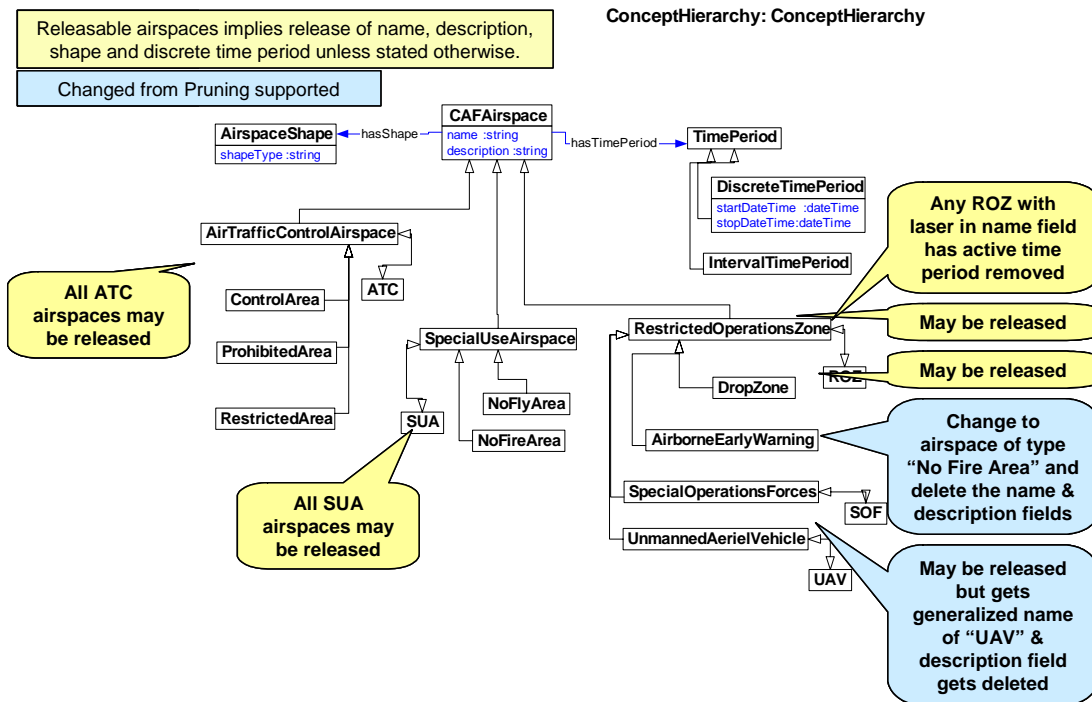 ConceptHierarchy: ConceptHierarchy
Releasable airspaces implies release of name, description,
shape and discrete time period unless stated otherwise.
Changed from Pruning supported
CAFAirspace
name :string
description :string
AirspaceShape
shapeType :string
hasShape
hasTimePeriod
TimePeriod
DiscreteTimePeriod
startDateTime :dateTime
stopDateTime:dateTime
IntervalTimePeriod
Any ROZ with
laser in name field
has active time
period removed
AirTrafficControlAirspace
ATC
ControlArea
ProhibitedArea
RestrictedArea
All ATC
airspaces may
be released
SpecialUseAirspace
NoFlyArea
SUA
NoFireArea
All SUA
airspaces may
be released
RestrictedOperationsZone
May be released
ROZ
May be released
DropZone
AirborneEarlyWarning
Change to
airspace of type
“No Fire Area” and
delete the name &
description fields
SpecialOperationsForces
SOF
UnmannedAerielVehicle
UAV
May be released
but gets
generalized name
of “UAV” &
description field
gets deleted